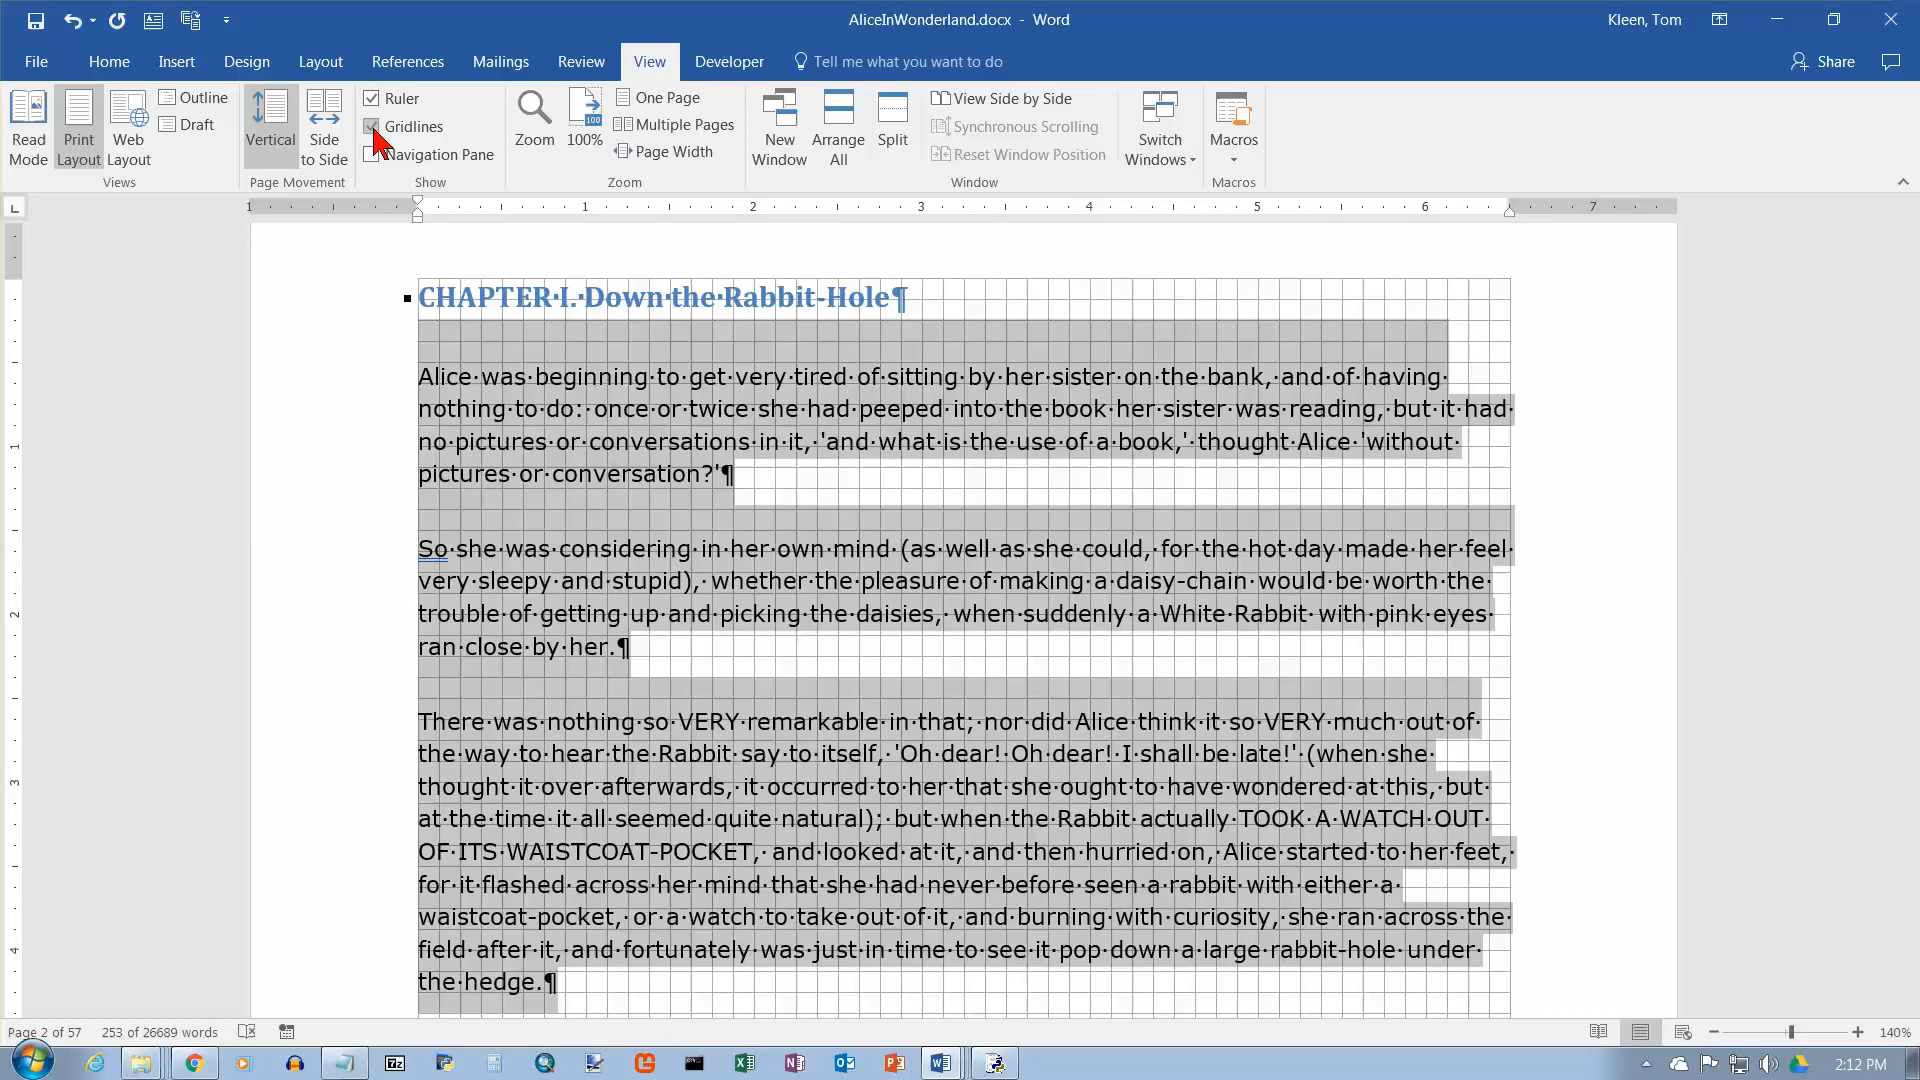 AliceInWonderland.docx - Word
Kleen, Tom
File Home Insert Design Layout References Mailings Review View Developer Tell me what you want to do Share
Read Mode
Print Layout
Web Layout
Outline
Draft
Views
Vertical
Side to Side
Page Movement
Ruler
Gridlines
Navigation Pane
Show
Zoom
100
100%
One Page
Multiple Pages
Page Width
Zoom
New Window
Arrange All
Split
View Side by Side
Synchronous Scrolling
Reset Window Position
Window
Switch Windows
Macros
Macros
1 1 2 3 4 5 6 7
CHAPTER·I.·Down·the·Rabbit-Hole¶
Alice·was·beginning·to·get·very·tired·of·sitting·by·her·sister·on·the·bank,·and·of·having·
nothing·to·do:·once·or·twice·she·had·peeped·into·the·book·her·sister·was·reading,·but·it·had·
no·pictures·or·conversations·in·it,·'and·what·is·the·use·of·a·book,'·thought·Alice·'without·
pictures·or·conversation?'¶
So·she·was·considering·in·her·own·mind·(as·well·as·she·could,·for·the·hot·day·made·her·feel·
very·sleepy·and·stupid),·whether·the·pleasure·of·making·a·daisy-chain·would·be·worth·the·
trouble·of·getting·up·and·picking·the·daisies,·when·suddenly·a·White·Rabbit·with·pink·eyes·
ran·close·by·her.¶
There·was·nothing·so·VERY·remarkable·in·that;·nor·did·Alice·think·it·so·VERY·much·out·of·
the·way·to·hear·the·Rabbit·say·to·itself,·'Oh·dear!·Oh·dear!·I·shall·be·late!'·(when·she·
thought·it·over·afterwards,·it·occurred·to·her·that·she·ought·to·have·wondered·at·this,·but·
at·the·time·it·all·seemed·quite·natural);·but·when·the·Rabbit·actually·TOOK·A·WATCH·OUT·
OF·ITS·WAISTCOAT-POCKET,·and·looked·at·it,·and·then·hurried·on,·Alice·started·to·her·feet,·
for·it·flashed·across·her·mind·that·she·had·never·before·seen·a·rabbit·with·either·a·
waistcoat-pocket,·or·a·watch·to·take·out·of·it,·and·burning·with·curiosity,·she·ran·across·the·
field·after·it,·and·fortunately·was·just·in·time·to·see·it·pop·down·a·large·rabbit-hole·under·
the·hedge.¶
1
2
3
4
Page 2 of 57 253 of 26689 words 140%
7z
2:12 PM